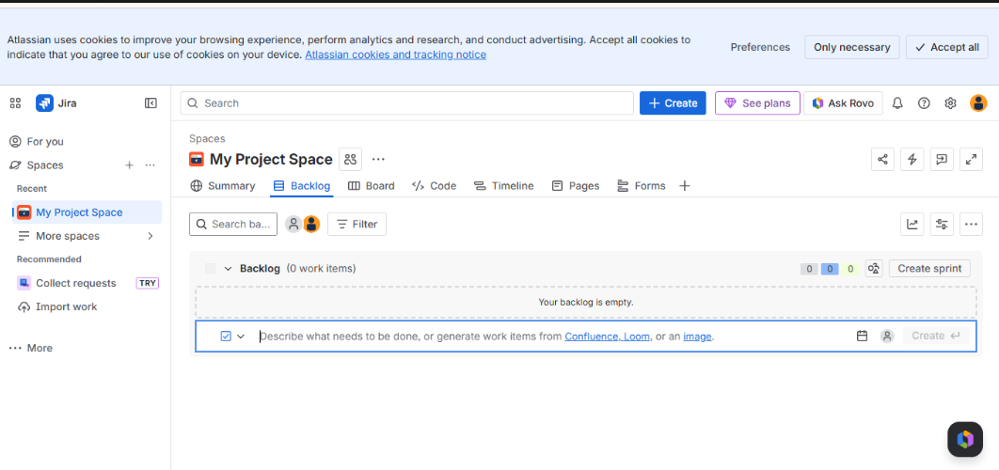 Atlassian uses cookies to improve your browsing experience, perform analytics and research, and conduct advertising. Accept all cookies to
indicate that you agree to our use of cookies on your device. Atlassian cookies and tracking notice
Preferences
Only necessary
Accept all
Jira
Search
Create
See plans
Ask Rovo
For you
Spaces
Recent
My Project Space
More spaces
Recommended
Collect requests
TRY
Import work
More
Spaces
My Project Space
Summary
Backlog
Board
Code
Timeline
Pages
Forms
Search ba...
Filter
Backlog (0 work items)
0
0
0
Create sprint
Your backlog is empty.
Describe what needs to be done, or generate work items from Confluence, Loom, or an image.
Create